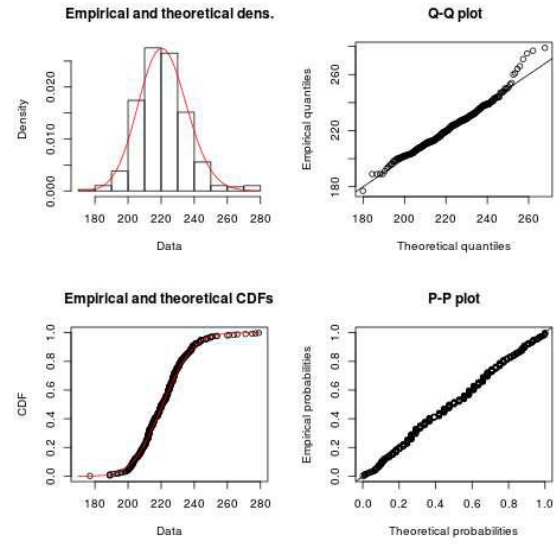 Empirical and theoretical dens.
Density
0.000 0.010 0.020
180 200 220 240 260 280
Data
Q-Q plot
Empirical quantiles
180 220 260
180 200 220 240 260
Theoretical quantiles
Empirical and theoretical CDFs
CDF
0.0 0.2 0.4 0.6 0.8 1.0
180 200 220 240 260 280
Data
P-P plot
Empirical probabilities
0.0 0.2 0.4 0.6 0.8 1.0
0.0 0.2 0.4 0.6 0.8 1.0
Theoretical probabilities